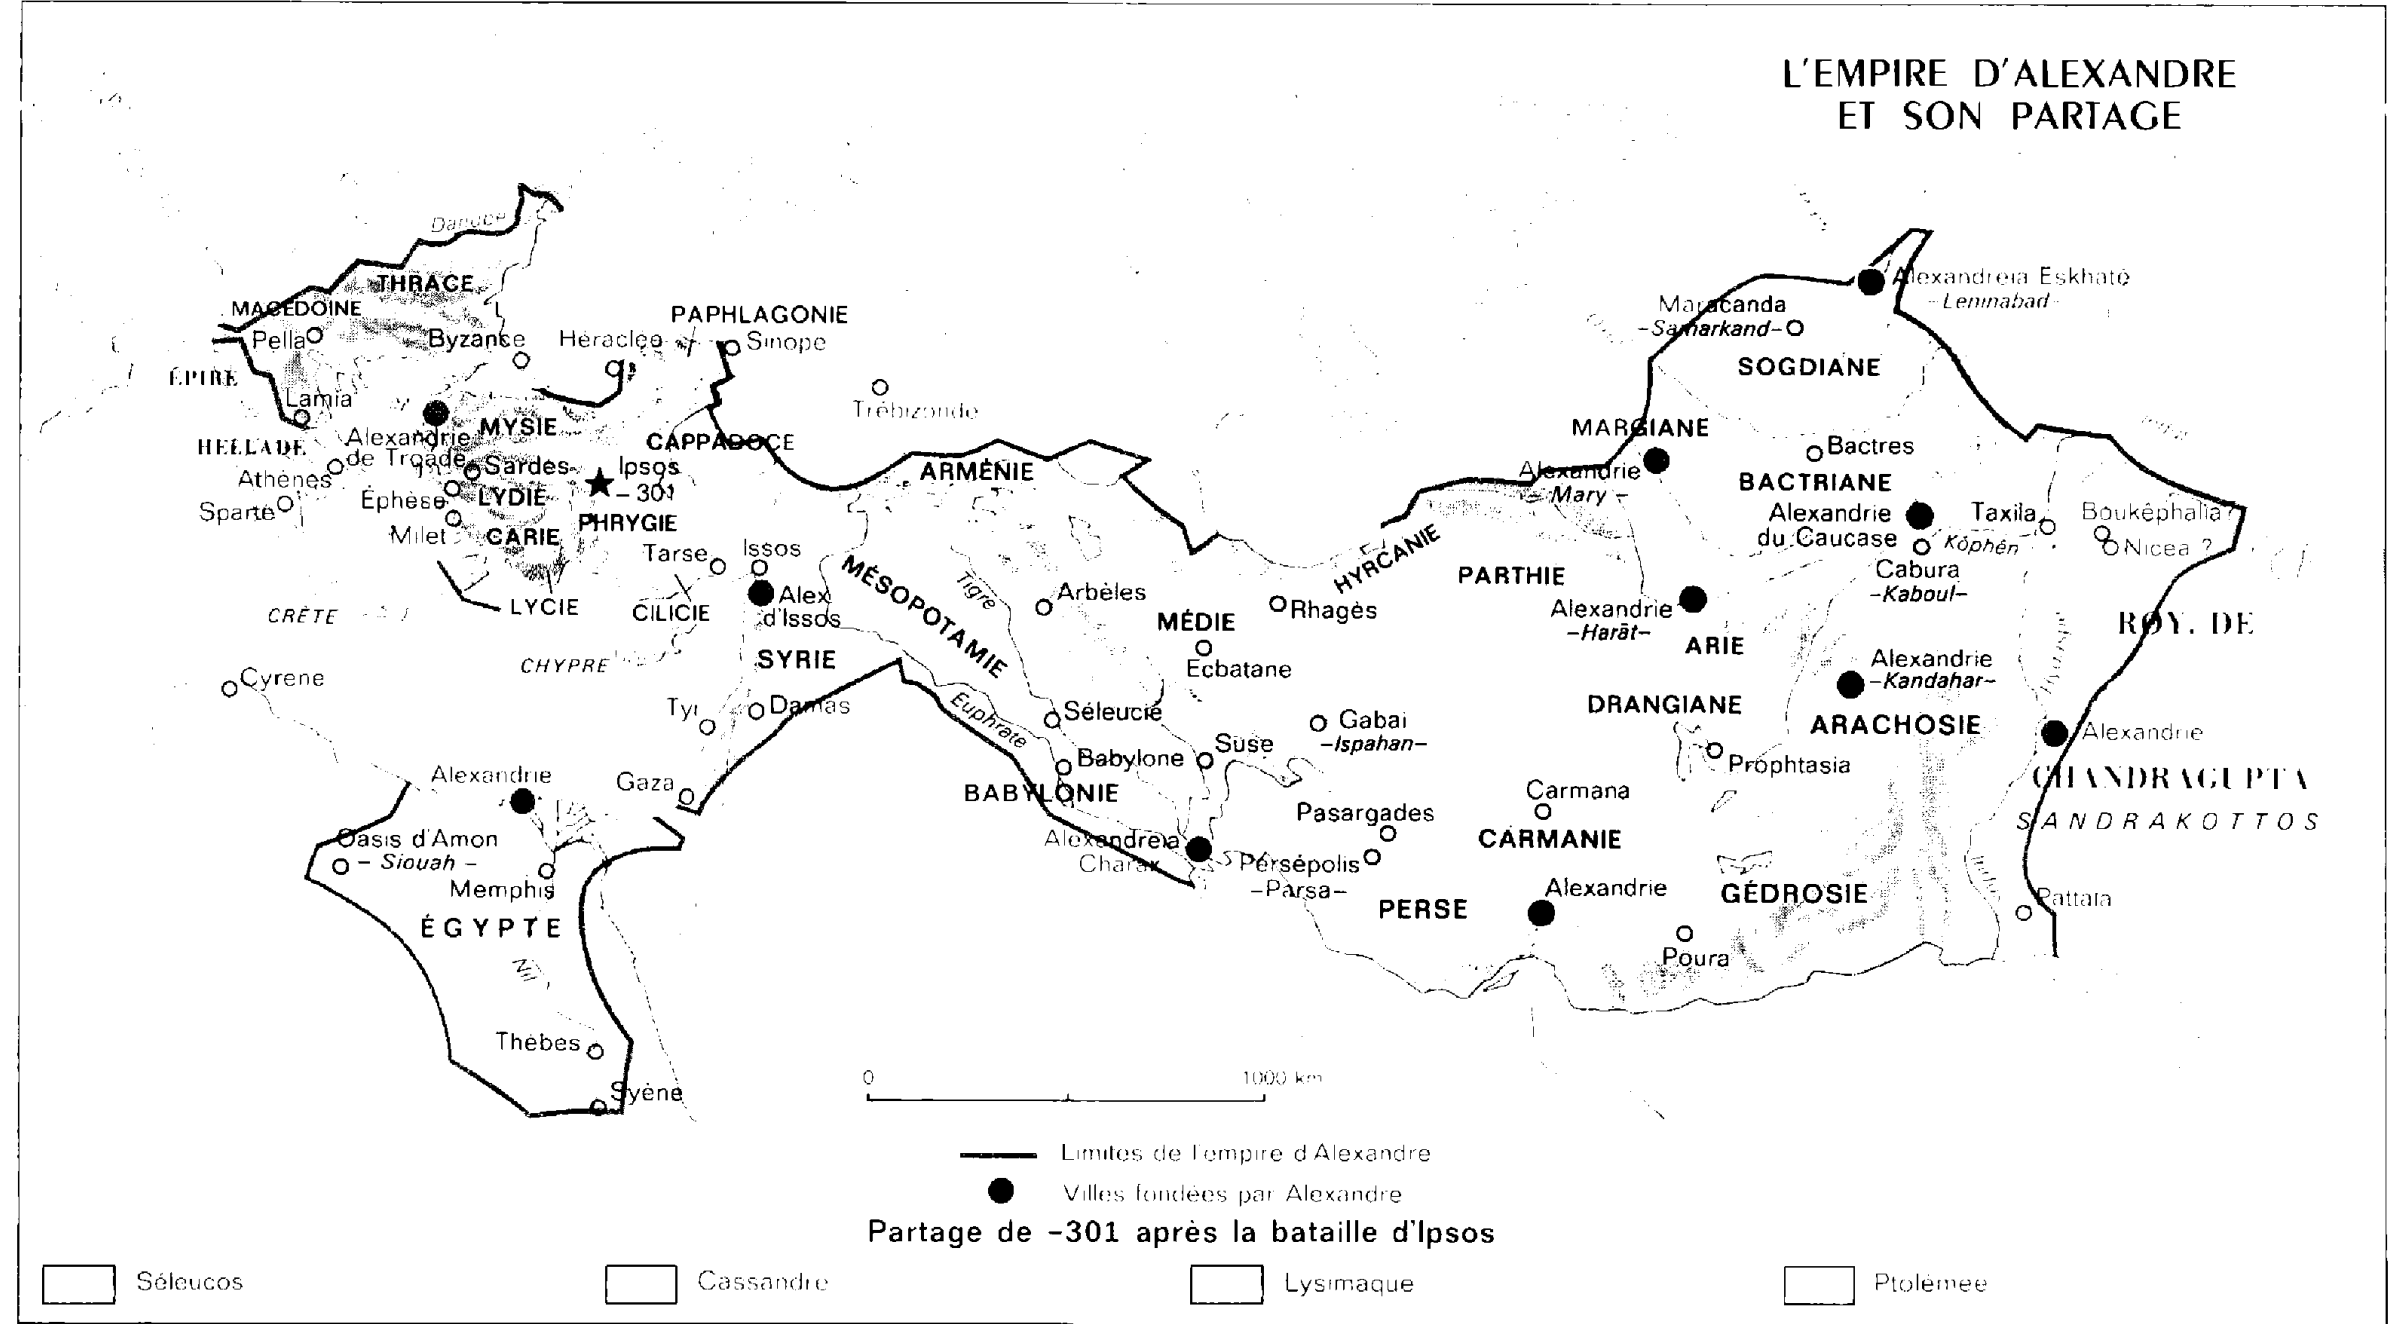 L'EMPIRE D'ALEXANDRE
ET SON PARTAGE
Danube
THRACE
MACÉDOINE
Pella
Byzance
Héraclée
PAPHLAGONIE
Sinope
Trébizonde
ÉPIRE
Lamia
HELLADE
Athènes
Sparte
Alexandrie
de Troade
MYSIE
Sardes
Éphèse
LYDIE
Milet
CARIE
Ipsos
– 301
PHRYGIE
CAPPADOCE
ARMÉNIE
LYCIE
CILICIE
Tarse
Issos
Alex
d'Issos
CRÈTE
CHYPRE
SYRIE
Cyrene
Tyr
Damas
Gaza
Alexandrie
Oasis d'Amon
– Siouah –
Memphis
ÉGYPTE
Nil
Thèbes
Syène
MÉSOPOTAMIE
Tigre
Euphrate
Arbèles
MÉDIE
Ecbatane
Rhagès
HYRCANIE
Séleucie
Babylone
BABYLONIE
Suse
Gabai
–Ispahan–
Alexandreia
Charax
Pasargades
Persépolis
–Parsa–
PERSE
Carmana
CARMANIE
Alexandrie
Poura
GÉDROSIE
Alexandreia Eskhatè
–Leninabad–
Maracanda
–Samarkand–
SOGDIANE
MARGIANE
Alexandrie
– Mary –
Bactres
BACTRIANE
Alexandrie
du Caucase
Kôphên
Cabura
–Kaboul–
Taxila
Bouképhalia?
Nicea ?
PARTHIE
Alexandrie
–Harāt–
ARIE
Alexandrie
–Kandahar–
ARACHOSIE
DRANGIANE
Prophtasia
ROY. DE
CHANDRAGUPTA
SANDRAKOTTOS
Alexandrie
Pattala
0 1000 km
Limites de l'empire d'Alexandre
Villes fondées par Alexandre
Partage de –301 après la bataille d'Ipsos
Séleucos
Cassandre
Lysimaque
Ptolémée